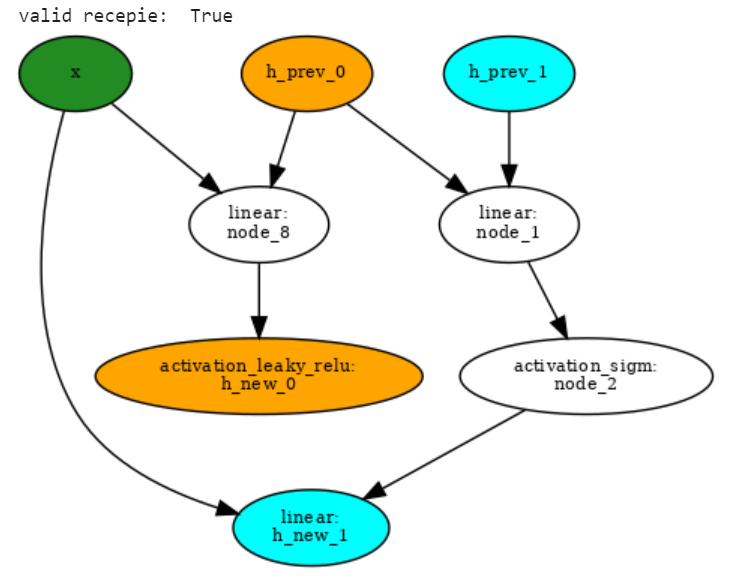 valid recepie:  True
x
h_prev_0
h_prev_1
linear:
node_8
linear:
node_1
activation_leaky_relu:
h_new_0
activation_sigm:
node_2
linear:
h_new_1